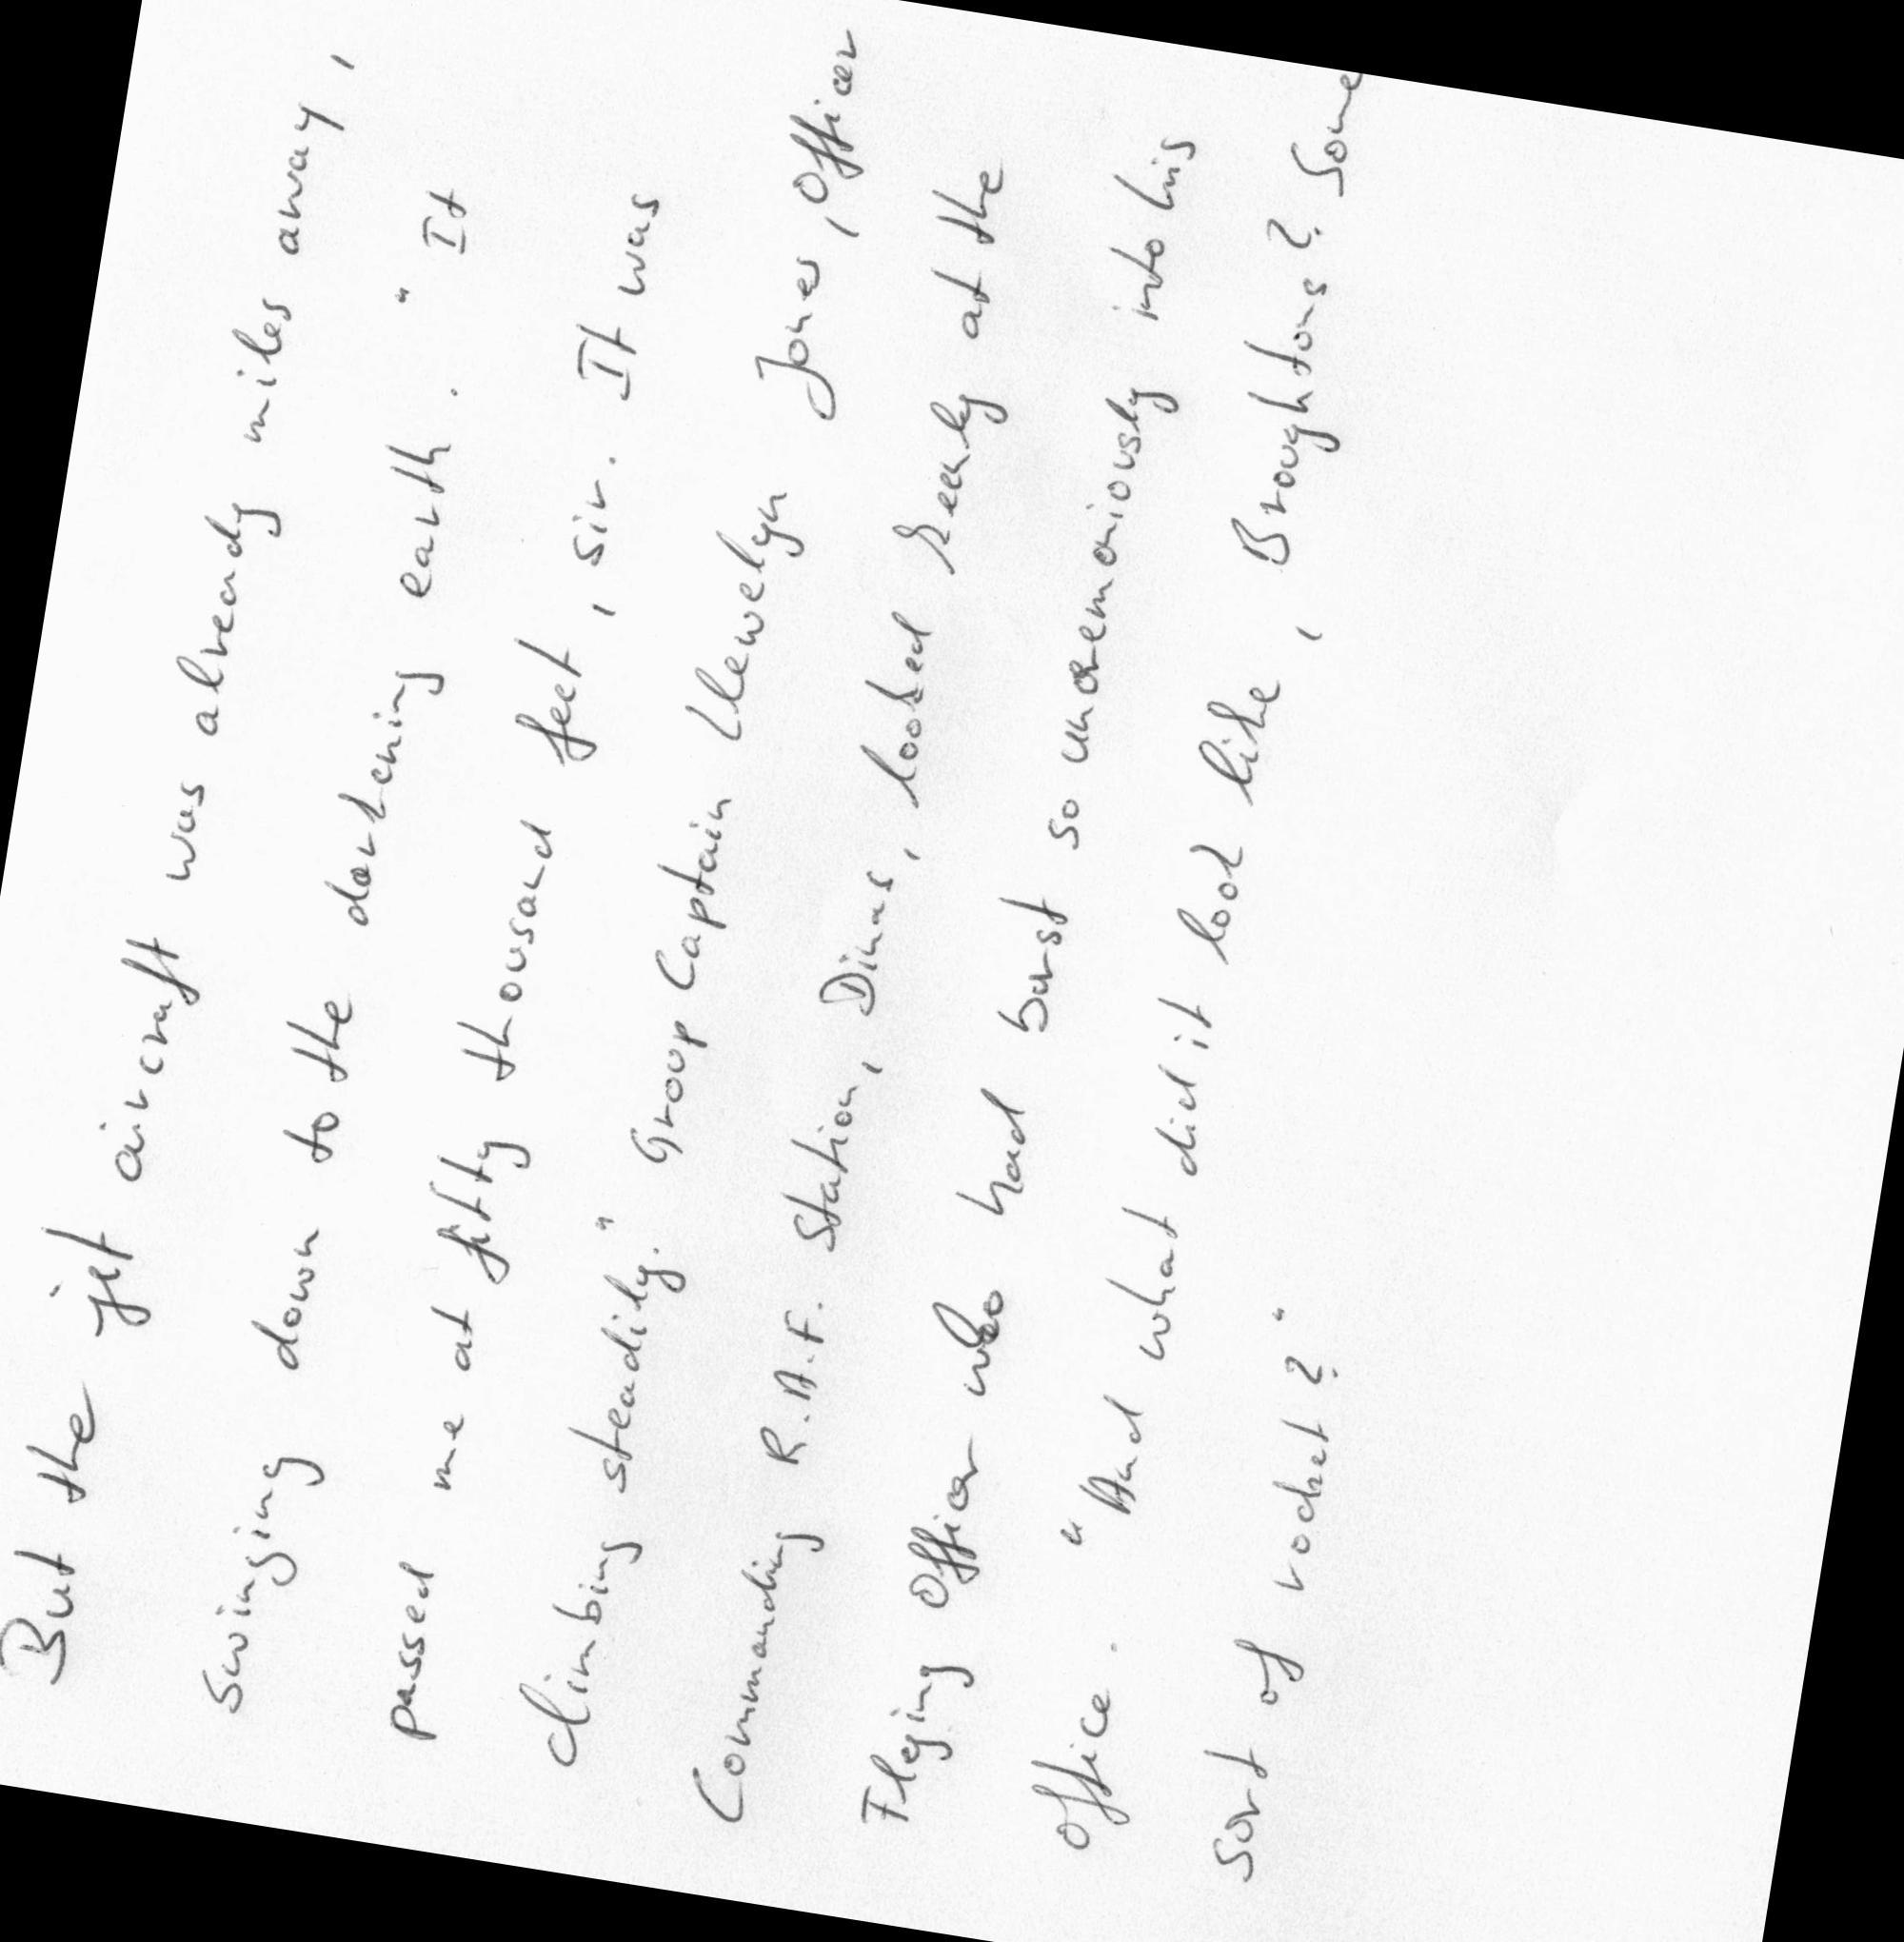 But the jet aircraft was already miles away,
swinging down to the darkening earth. "It
passed me at fifty thousand feet, sir. It was
climbing steadily." Group Captain Llewelyn Jones, Officer
Commanding R.A.F. Station, Dinas, looked keenly at the
Flying Officer who had burst so unceremoniously into his
office. "And what did it look like, Broughtons? Some
sort of rocket?"